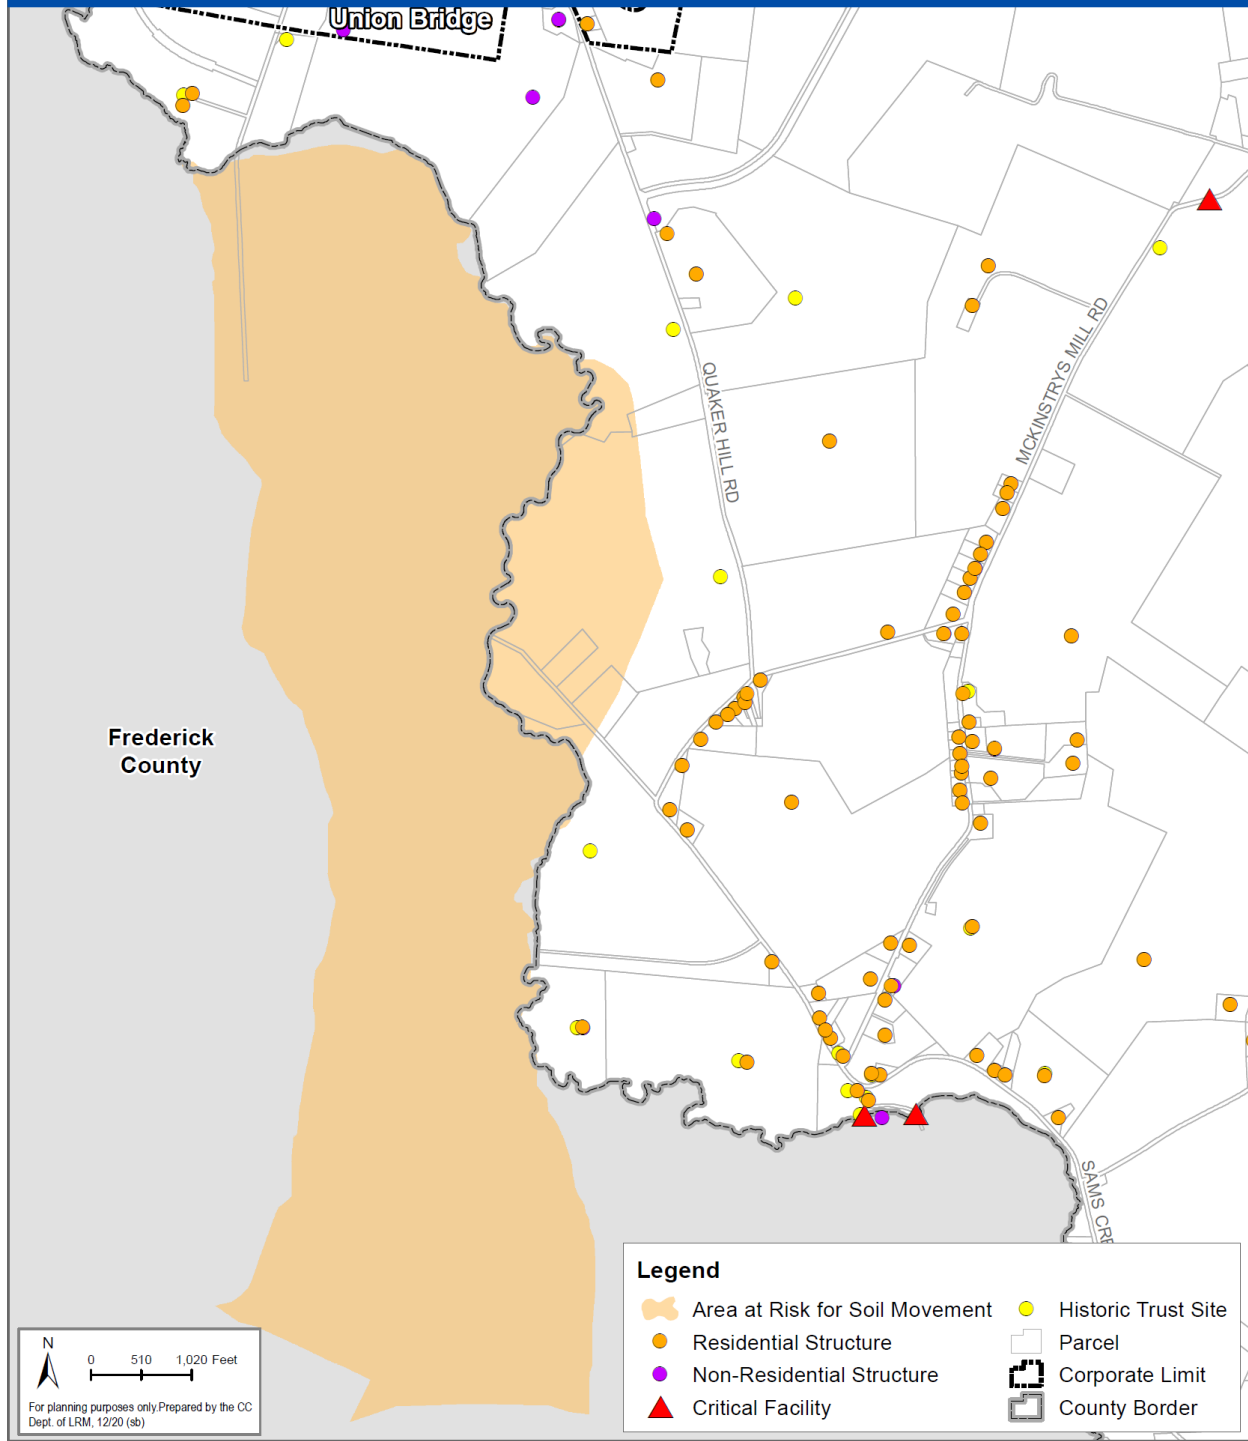 Union Bridge
QUAKER HILL RD
MCKINSTRYS MILL RD
Frederick
County
SAMS CRE
Legend
Area at Risk for Soil Movement
Residential Structure
Non-Residential Structure
Critical Facility
Historic Trust Site
Parcel
Corporate Limit
County Border
N
0 510 1,020 Feet
For planning purposes only.Prepared by the CC
Dept. of LRM, 12/20 (sb)